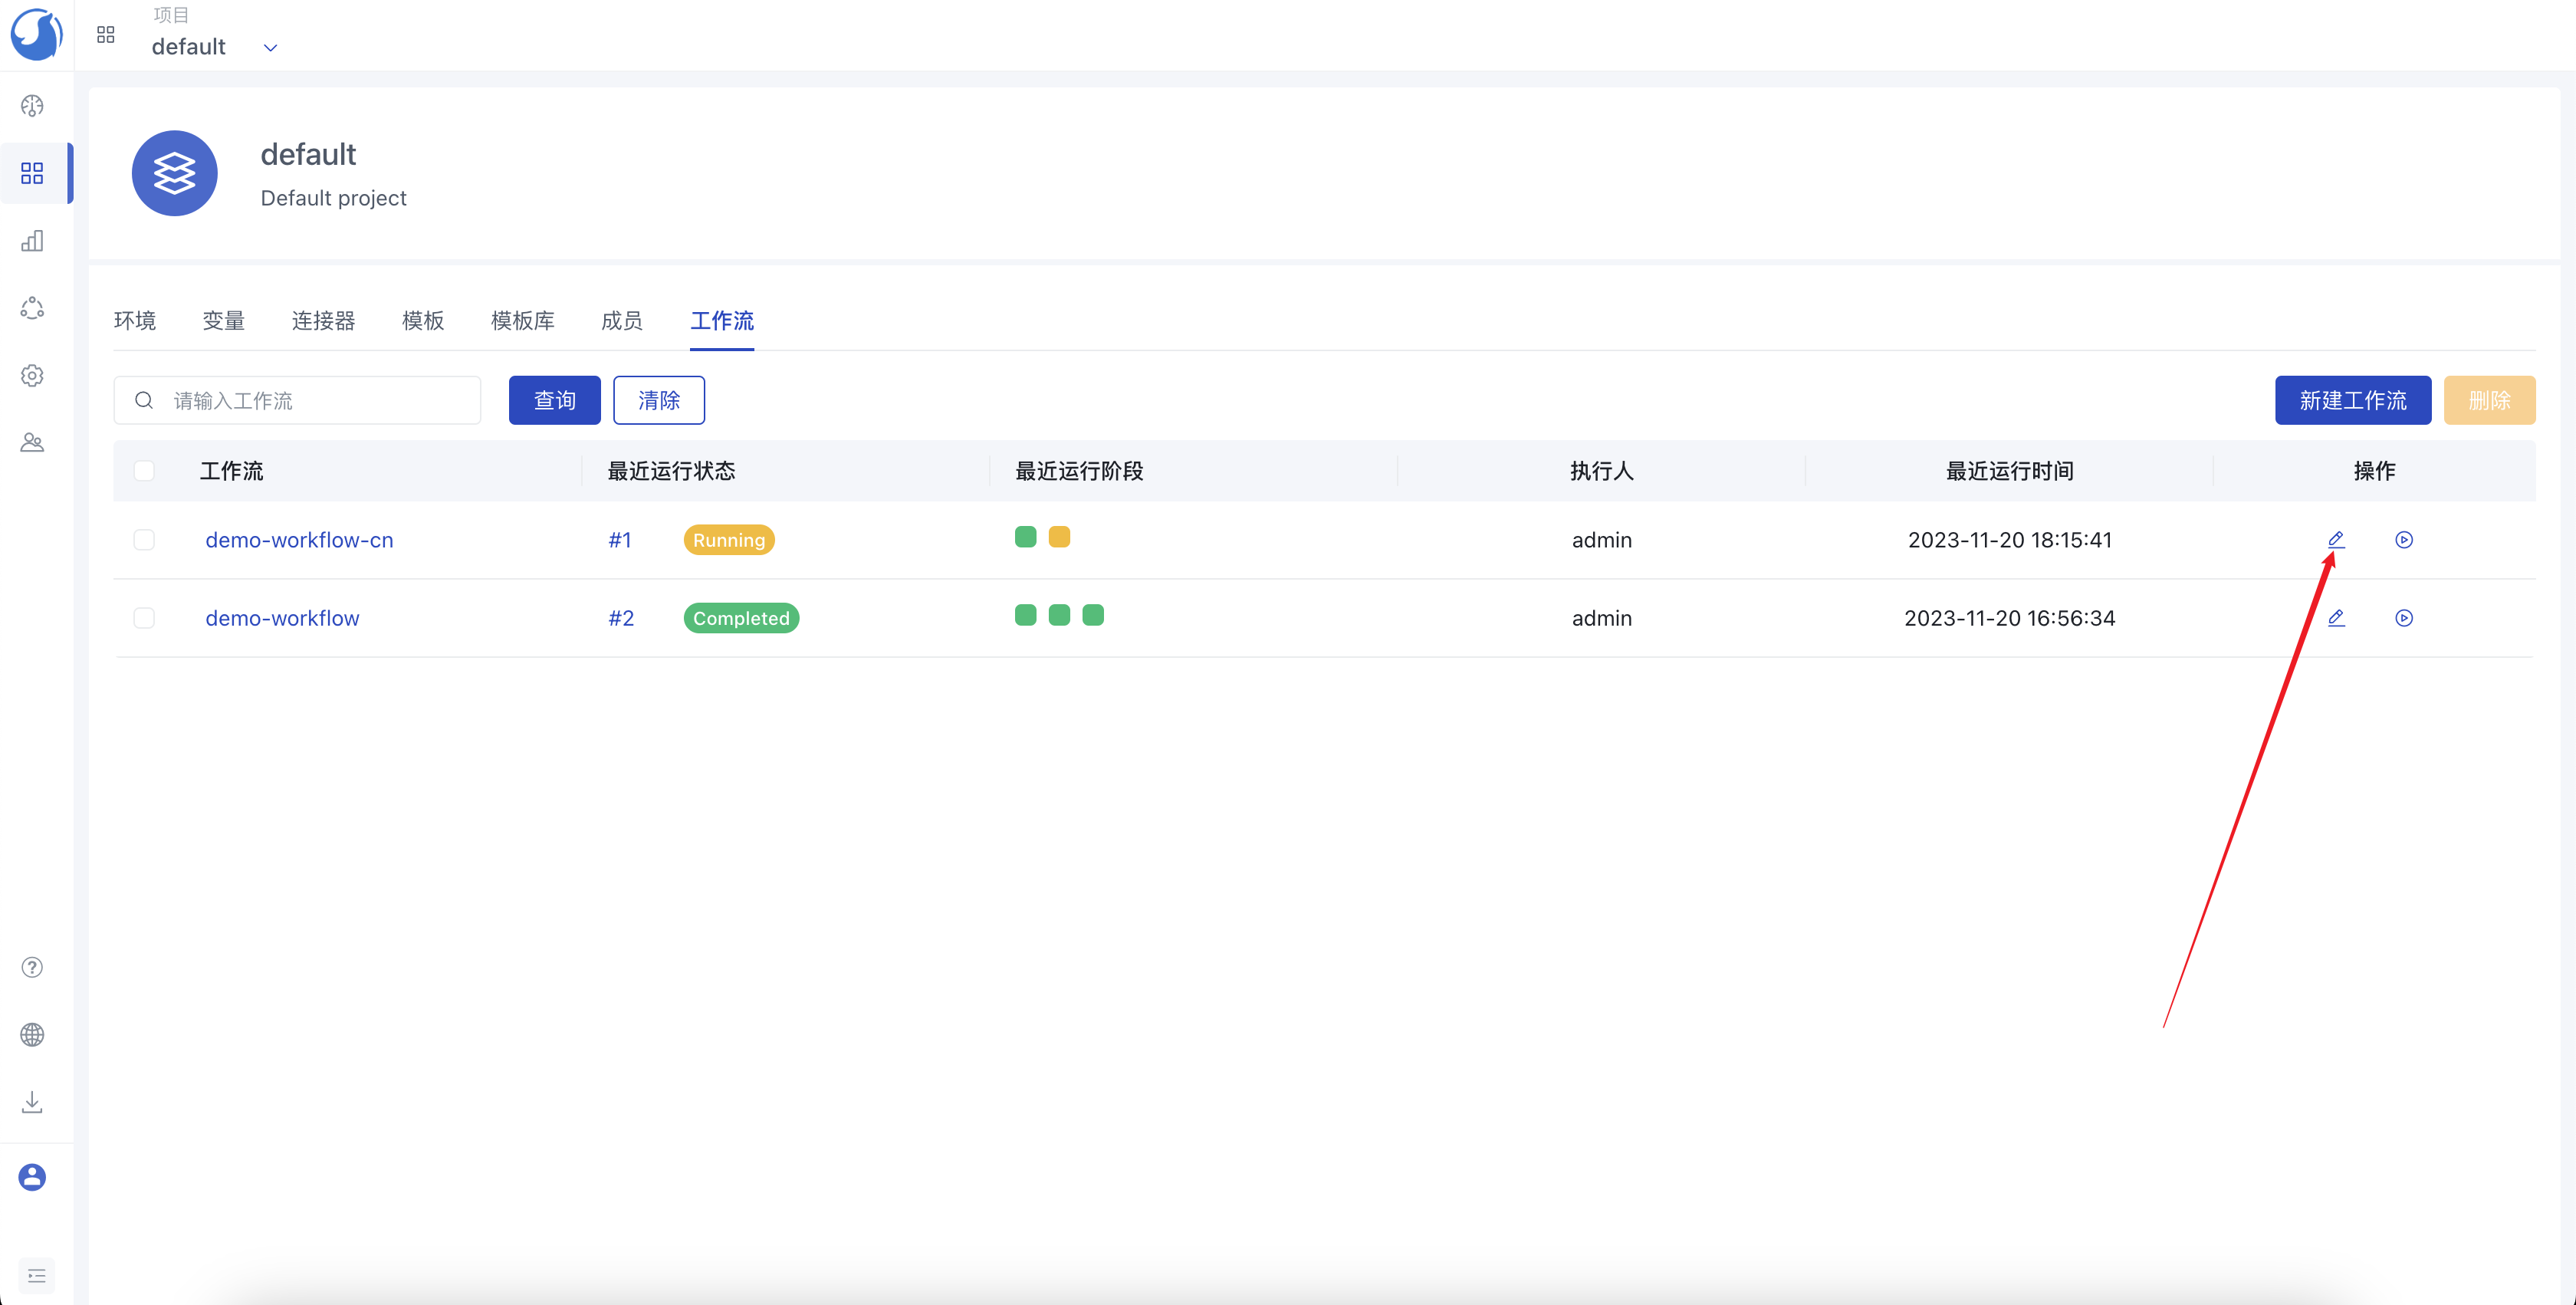 项目
default
default
Default project
环境 变量 连接器 模板 模板库 成员 工作流
请输入工作流 查询 清除 新建工作流 删除
工作流 最近运行状态 最近运行阶段 执行人 最近运行时间 操作
demo-workflow-cn #1 Running admin 2023-11-20 18:15:41
demo-workflow #2 Completed admin 2023-11-20 16:56:34